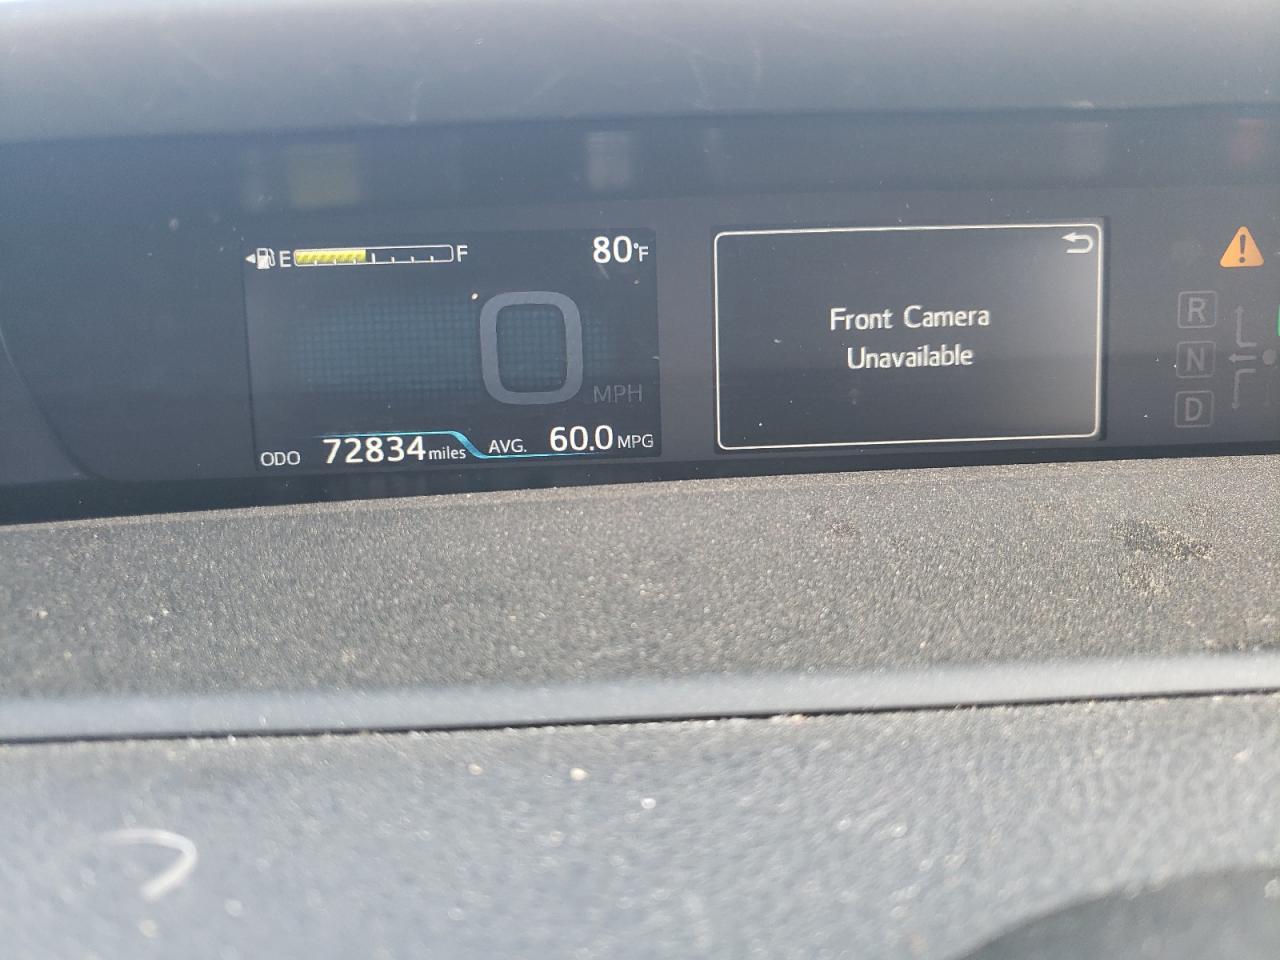 E F 80°F
0 MPH
ODO 72834 miles AVG. 60.0 MPG
Front Camera
Unavailable
R
N
D